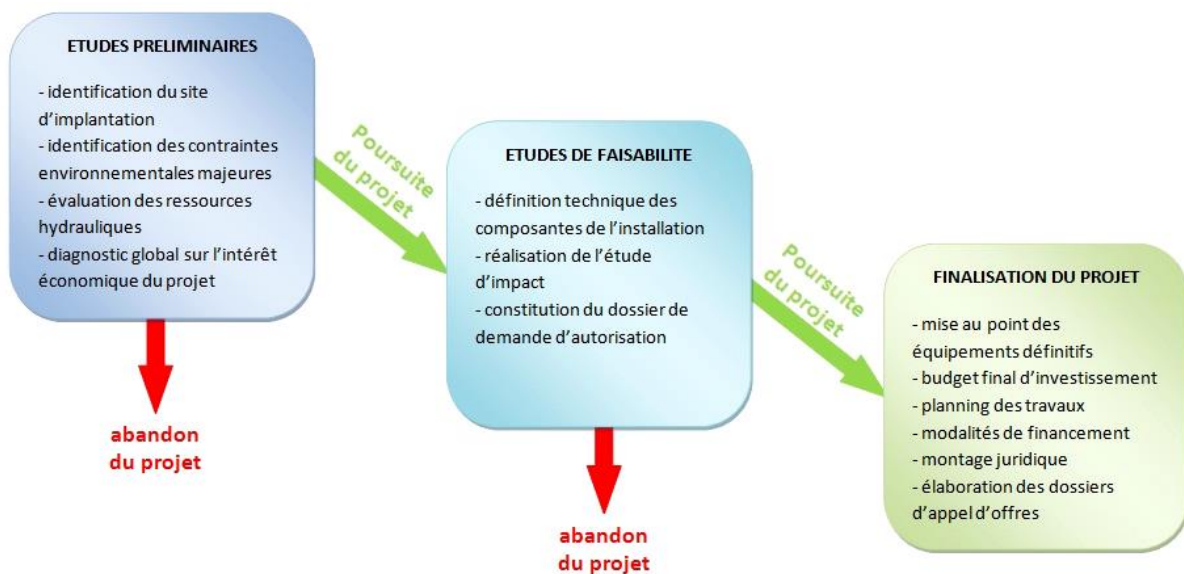 ETUDES PRELIMINAIRES
- identification du site
d'implantation
- identification des contraintes
environnementales majeures
- évaluation des ressources
hydrauliques
- diagnostic global sur l'intérêt
économique du projet
Poursuite
du projet
abandon
du projet
ETUDES DE FAISABILITE
- définition technique des
composantes de l'installation
- réalisation de l'étude
d'impact
- constitution du dossier de
demande d'autorisation
Poursuite
du projet
abandon
du projet
FINALISATION DU PROJET
- mise au point des
équipements définitifs
- budget final d'investissement
- planning des travaux
- modalités de financement
- montage juridique
- élaboration des dossiers
d'appel d'offres